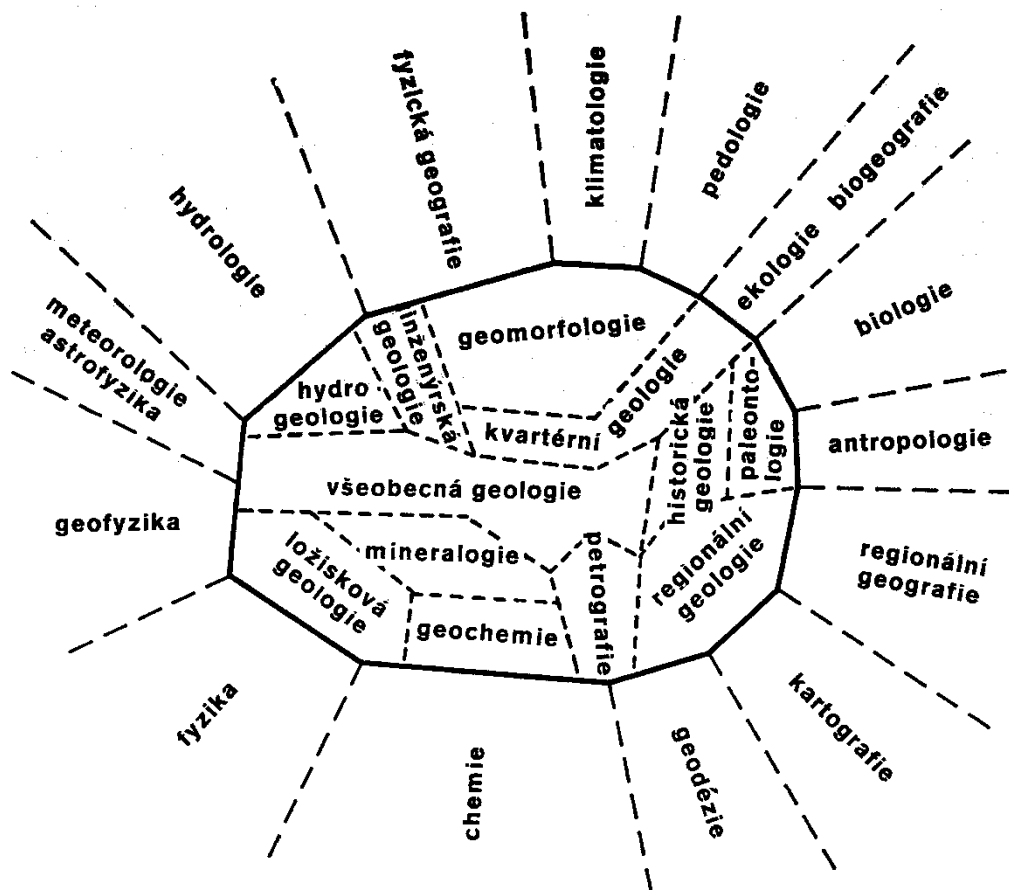 klimatologie
fyzická geografie
pedologie
biogeografie
ekologie
hydrologie
biologie
meteorologie
astrofyzika
geomorfologie
inženýrská
geologie
hydro
geologie
kvartérní
geologie
historická
geologie
paleonto-
logie
antropologie
všeobecná geologie
geofyzika
mineralogie
ložisková
geologie
petrografie
regionální
geologie
regionální
geografie
geochemie
fyzika
kartografie
geodézie
chemie